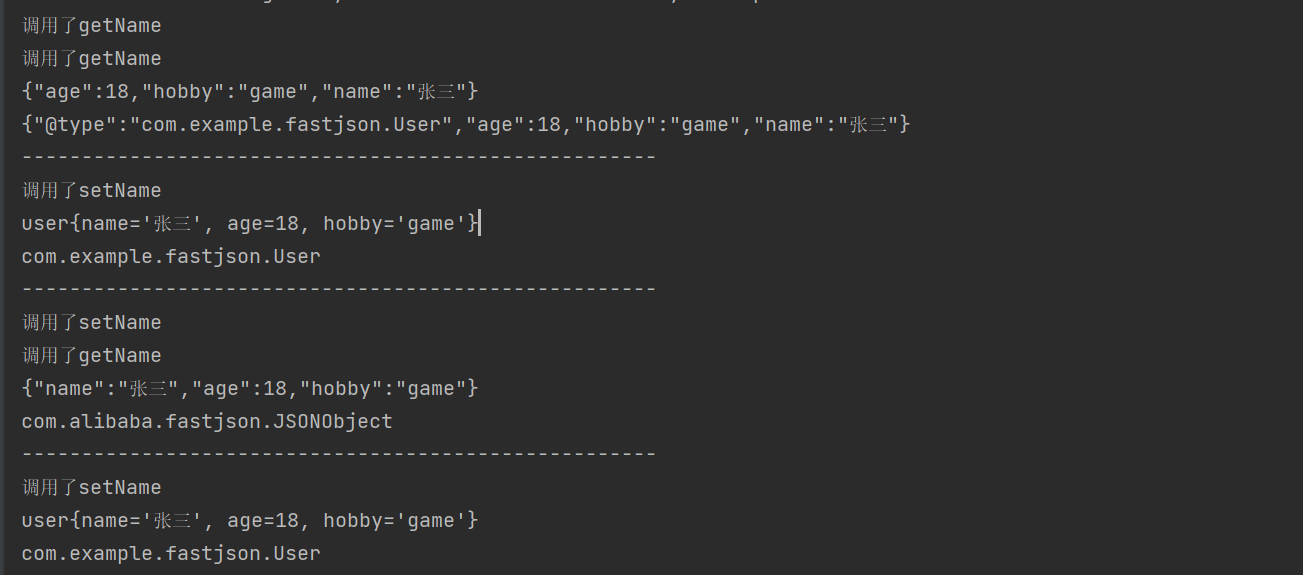 调用了getName
调用了getName
{"age":18,"hobby":"game","name":"张三"}
{"@type":"com.example.fastjson.User","age":18,"hobby":"game","name":"张三"}
-----------------------------------------------------
调用了setName
user{name='张三', age=18, hobby='game'}
com.example.fastjson.User
-----------------------------------------------------
调用了setName
调用了getName
{"name":"张三","age":18,"hobby":"game"}
com.alibaba.fastjson.JSONObject
-----------------------------------------------------
调用了setName
user{name='张三', age=18, hobby='game'}
com.example.fastjson.User